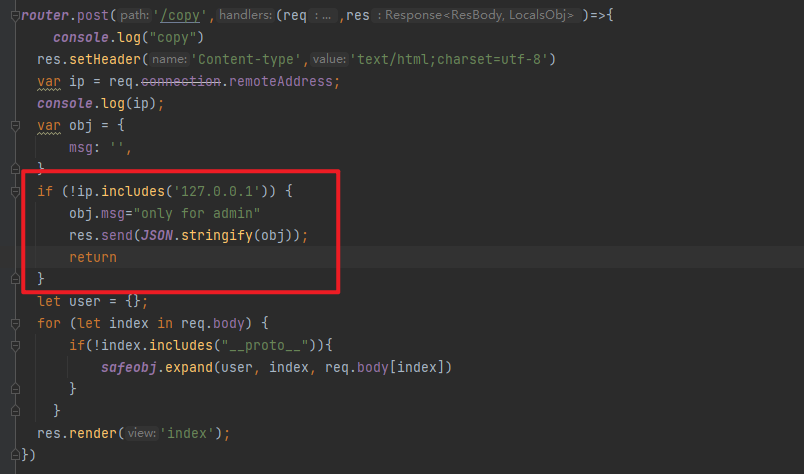 router.post( path: '/copy', handlers: (req : ... ,res : Response<ResBody, LocalsObj> )=>{
console.log("copy")
res.setHeader( name: 'Content-type', value: 'text/html;charset=utf-8')
var ip = req.connection.remoteAddress;
console.log(ip);
var obj = {
msg: '',
}
if (!ip.includes('127.0.0.1')) {
obj.msg="only for admin"
res.send(JSON.stringify(obj));
return
}
let user = {};
for (let index in req.body) {
if(!index.includes("__proto__")){
safeobj.expand(user, index, req.body[index])
}
}
res.render( view: 'index');
})